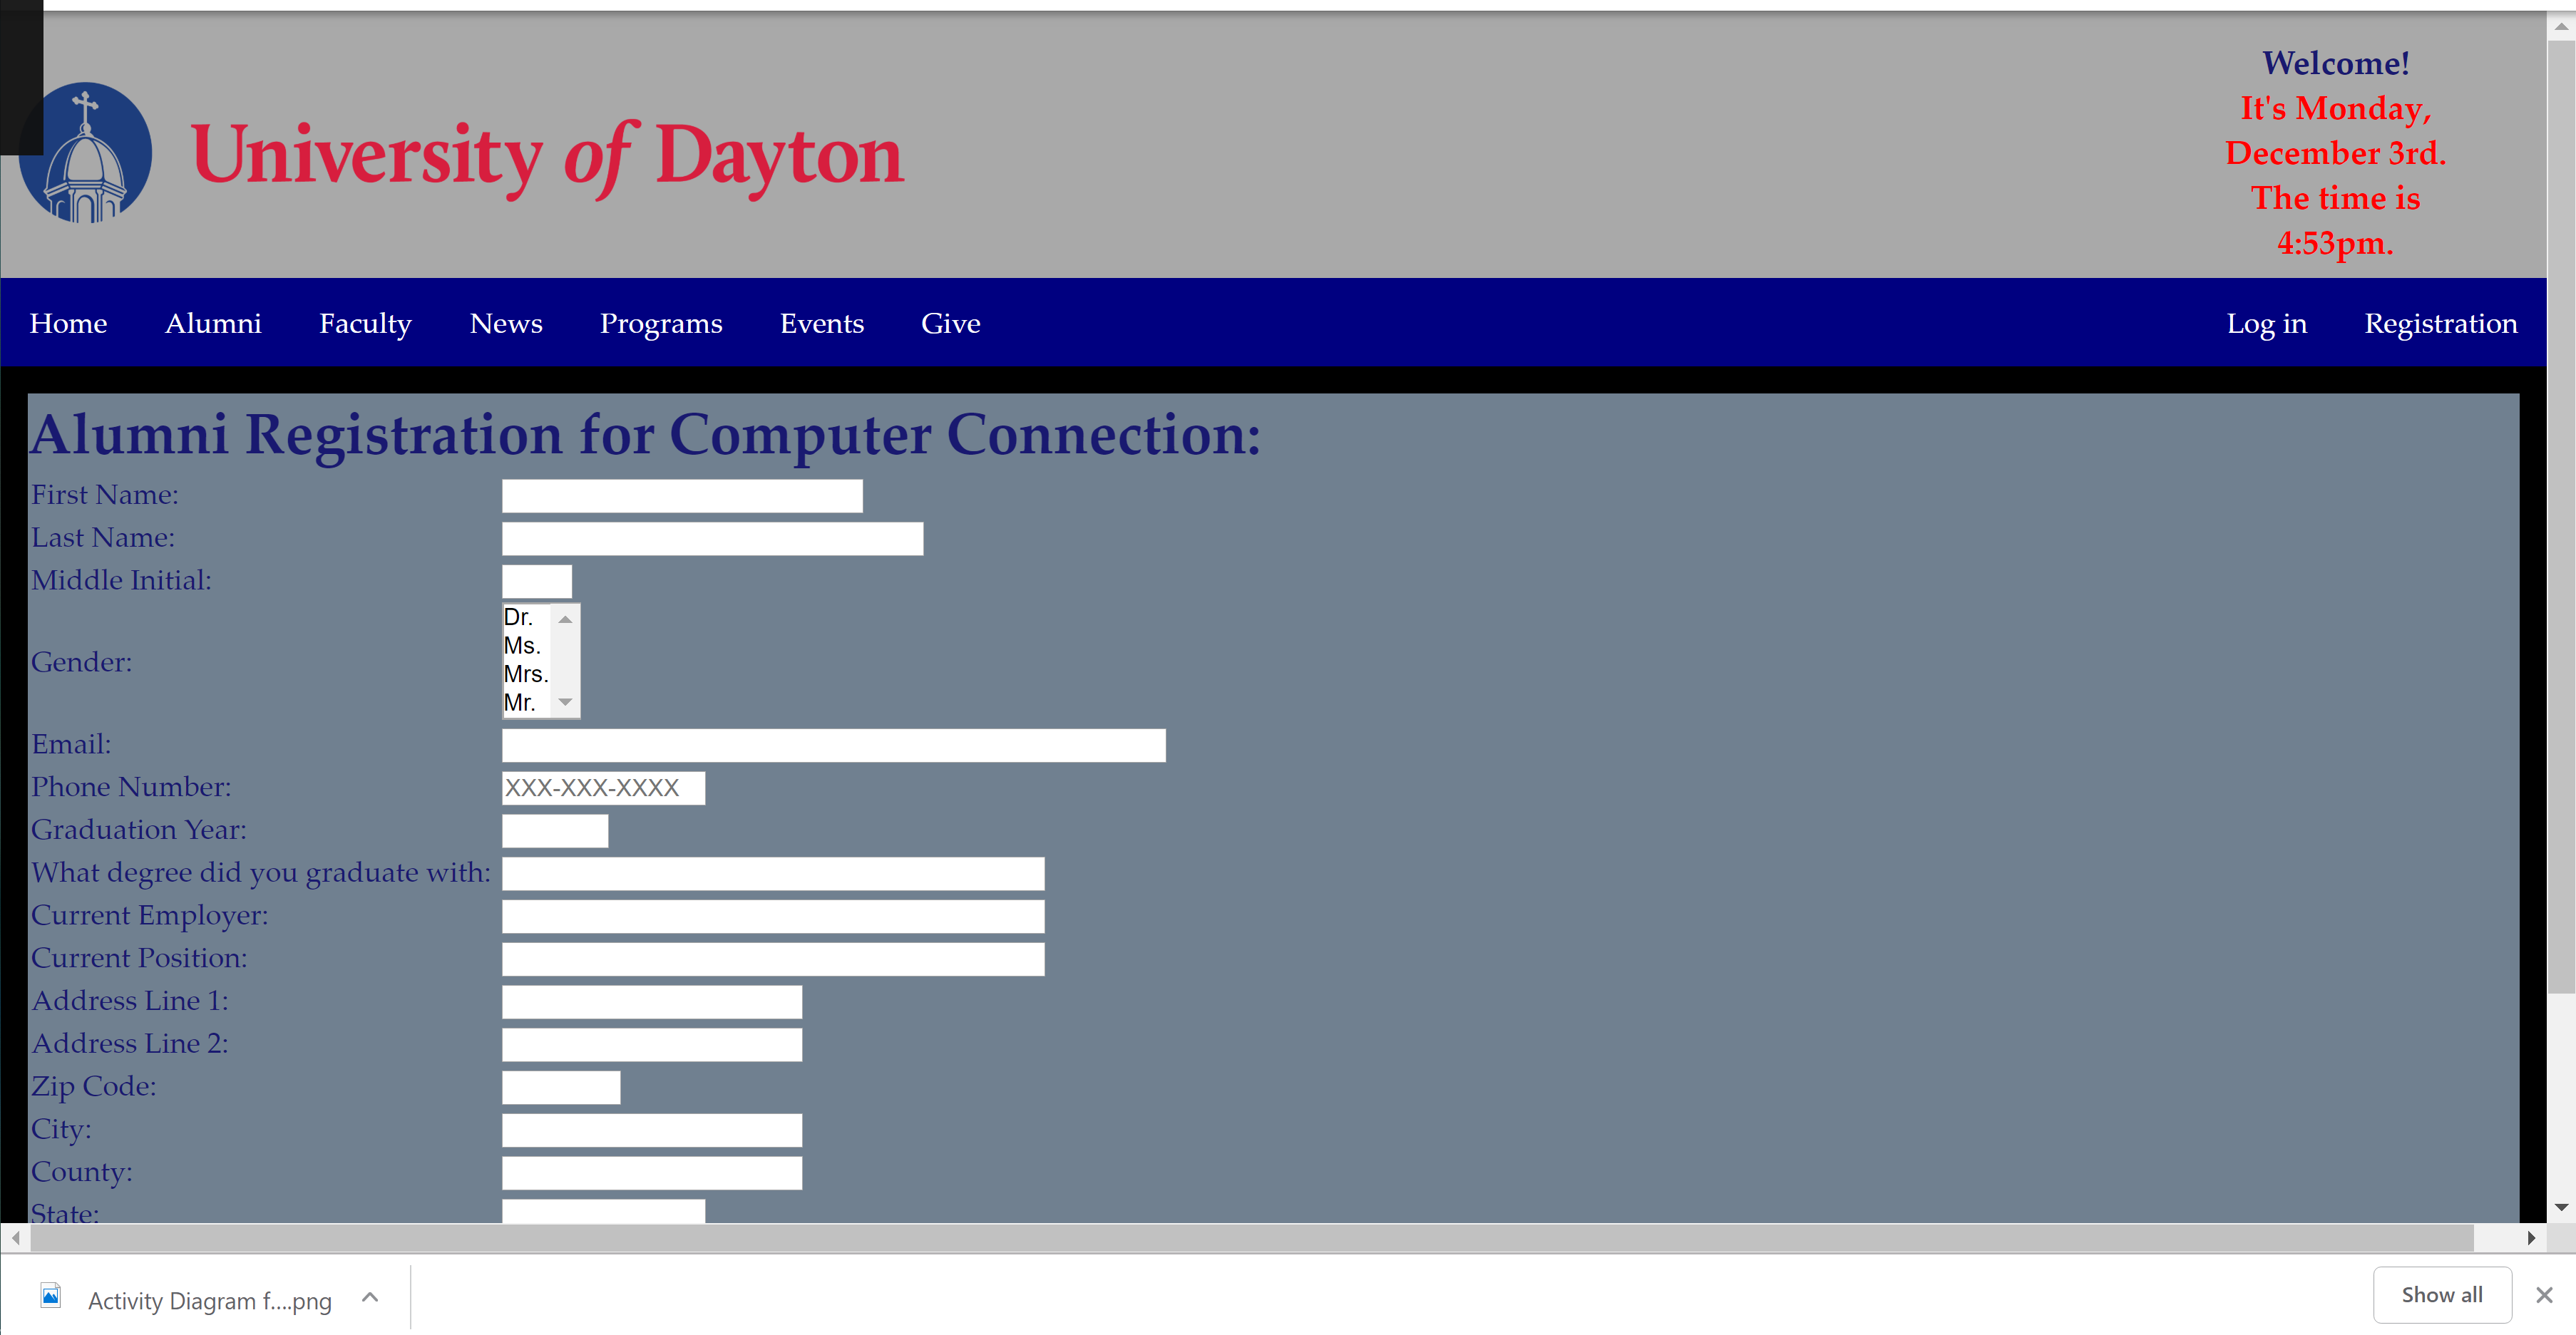 University of Dayton
Welcome!
It's Monday,
December 3rd.
The time is
4:53pm.
Home Alumni Faculty News Programs Events Give Log in Registration
Alumni Registration for Computer Connection:
First Name:
Last Name:
Middle Initial:
Gender:
Dr.
Ms.
Mrs.
Mr.
Email:
Phone Number: XXX-XXX-XXXX
Graduation Year:
What degree did you graduate with:
Current Employer:
Current Position:
Address Line 1:
Address Line 2:
Zip Code:
City:
County:
State:
Activity Diagram f....png Show all